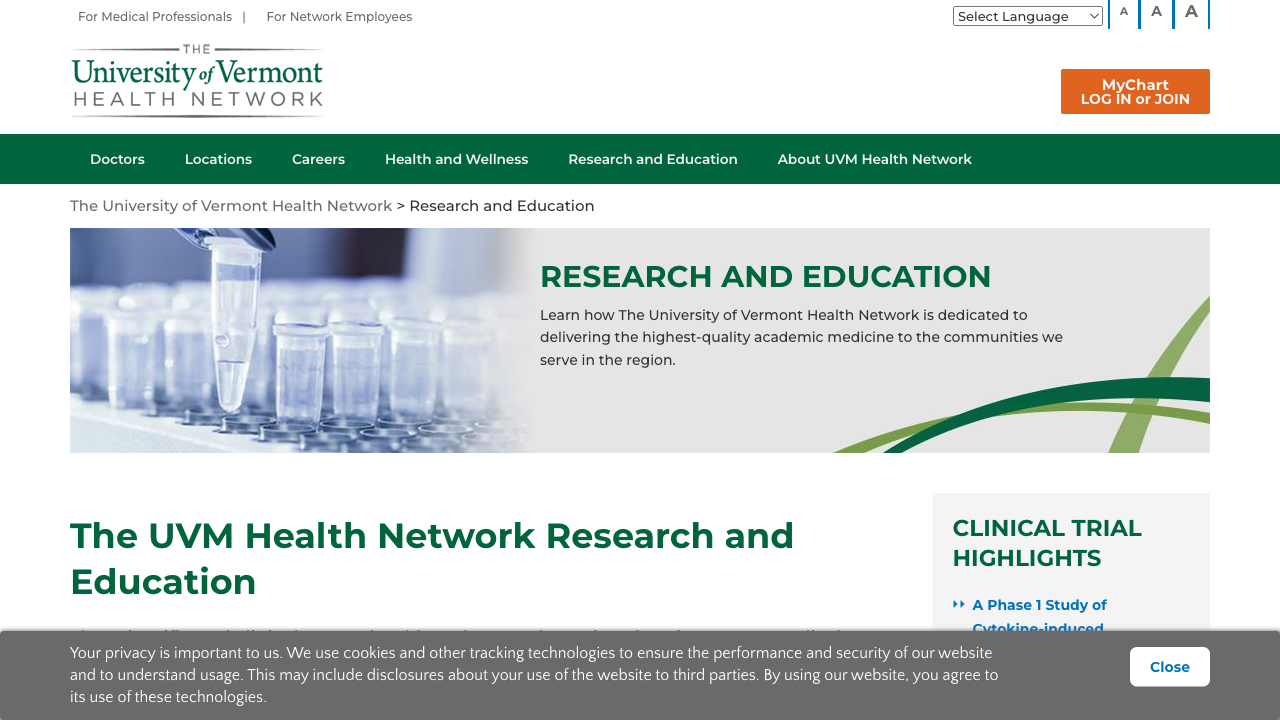 For Medical Professionals | For Network Employees
Select Language
A A A
THE
University of Vermont
HEALTH NETWORK
MyChart
LOG IN or JOIN
Doctors Locations Careers Health and Wellness Research and Education About UVM Health Network
The University of Vermont Health Network > Research and Education
RESEARCH AND EDUCATION
Learn how The University of Vermont Health Network is dedicated to
delivering the highest-quality academic medicine to the communities we
serve in the region.
The UVM Health Network Research and
Education
CLINICAL TRIAL
HIGHLIGHTS
A Phase 1 Study of
Cytokine-induced
Your privacy is important to us. We use cookies and other tracking technologies to ensure the performance and security of our website
and to understand usage. This may include disclosures about your use of the website to third parties. By using our website, you agree to
its use of these technologies.
Close